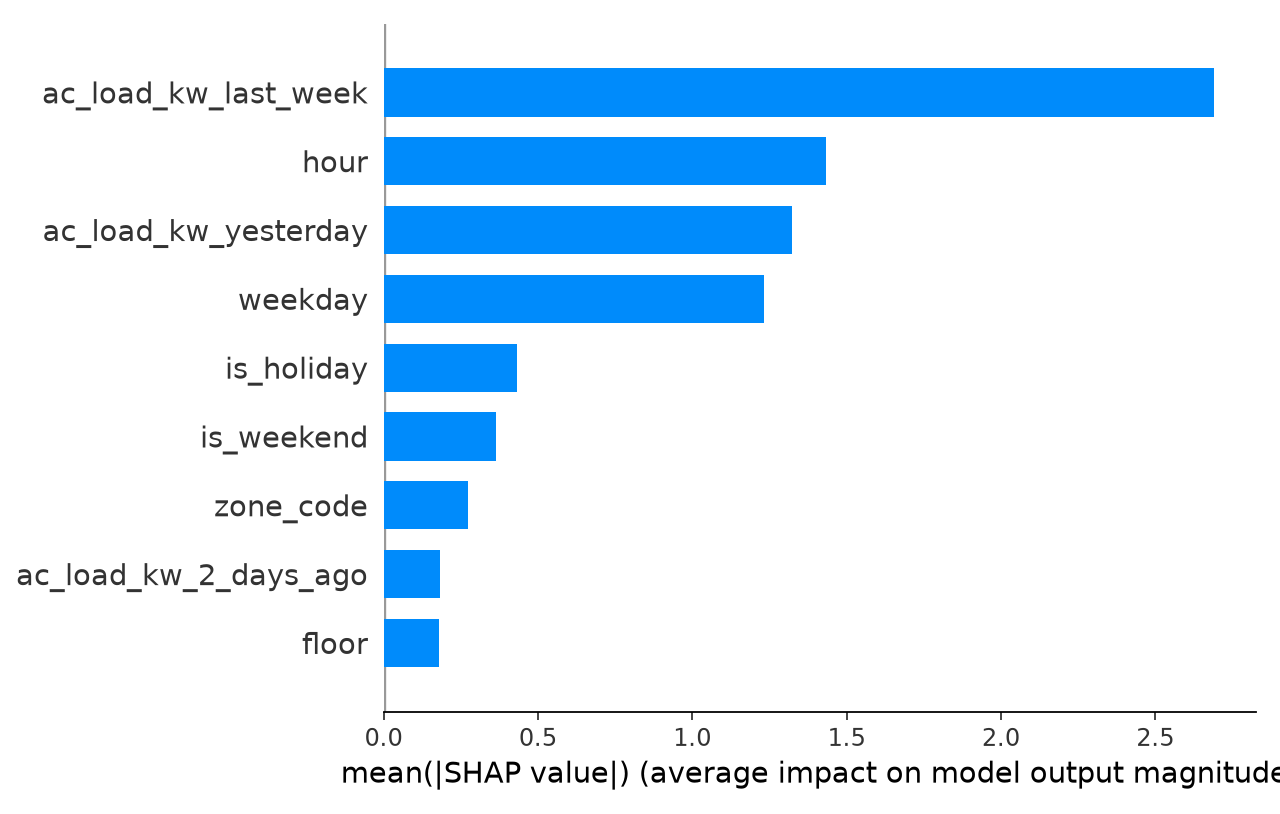 ac_load_kw_last_week
hour
ac_load_kw_yesterday
weekday
is_holiday
is_weekend
zone_code
ac_load_kw_2_days_ago
floor
0.0 0.5 1.0 1.5 2.0 2.5
mean(|SHAP value|) (average impact on model output magnitude